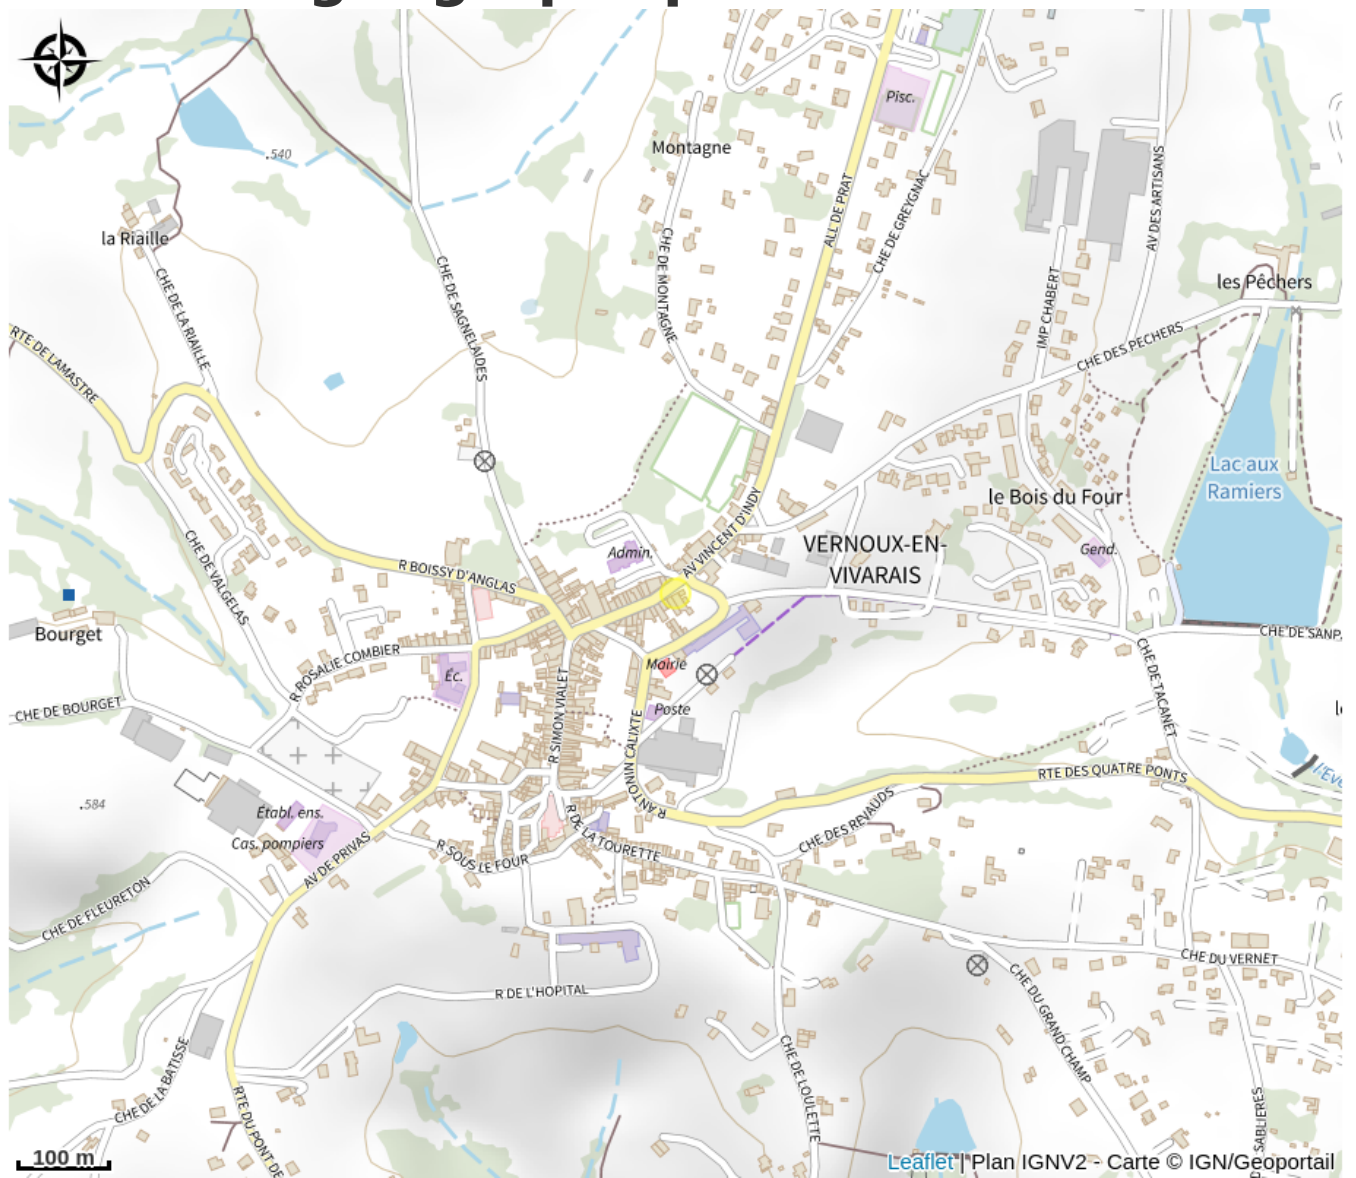 Pisc.
Montagne
.540
ALL DE PRAT
CHE DE GREYGNAC
AV DES ARTISANS
la Riaille
CHE DE MONTAGNE
CHE DE SAGNELAIDES
CHE DE LA RIAILLE
les Pêchers
IMP CHABERT
RTE DE LAMASTRE
CHE DES PECHERS
Lac aux
Ramiers
le Bois du Four
AV VINCENT D'INDY
VERNOUX-EN-
VIVARAIS
Admin.
Gend.
CHE DE VALGELAS
R BOISSY D'ANGLAS
Bourget
CHE DE SANP
R ROSALIE COMBIER
Mairie
Éc.
CHE DE TACANET
CHE DE BOURGET
R SIMON VIALET
Poste
R ANTONIN CALIXTE
RTE DES QUATRE PONTS
l'Eve
.584
Établ. ens.
Cas. pompiers
AV DE PRIVAS
R SOUS LE FOUR
R DE LA TOURETTE
CHE DES REVAUDS
CHE DE FLEURETON
CHE DU VERNET
R DE L'HOPITAL
CHE DU GRAND CHAMP
CHE DE LA BATISSE
CHE DE LOULETTE
RTE DU PONT DE
SABLIERES
100 m
Leaflet | Plan IGNV2 - Carte © IGN/Geoportail